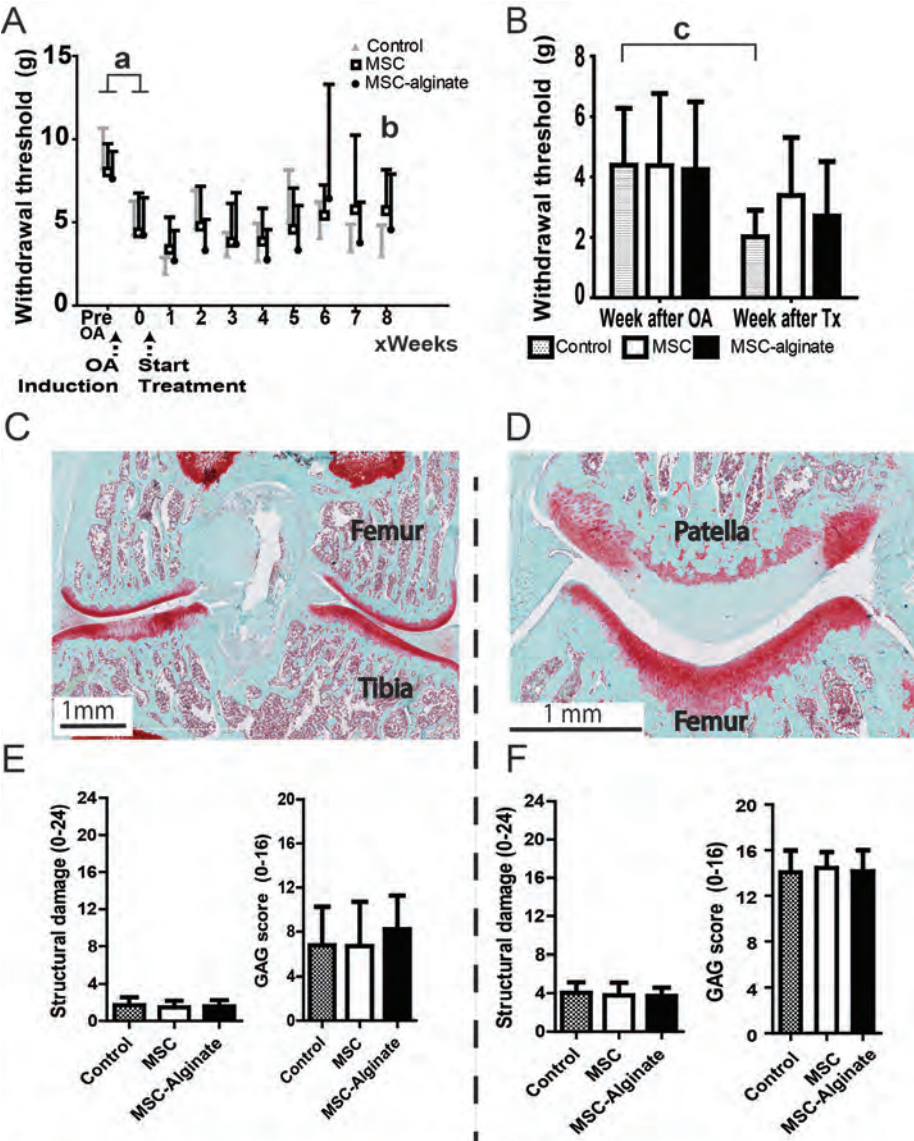 A
Withdrawal threshold (g)
15
10
5
0
a
b
Control
MSC
MSC-alginate
Pre OA
0
1
2
3
4
5
6
7
8
xWeeks
OA Induction
Start Treatment
B
Withdrawal threshold (g)
8
6
4
2
0
c
Week after OA
Week after Tx
Control
MSC
MSC-alginate
C
Femur
Tibia
1mm
D
Patella
Femur
1 mm
E
Structural damage (0-24)
24
20
16
12
8
4
0
Control
MSC
MSC-Alginate
GAG score (0-16)
20
16
12
8
4
0
Control
MSC
MSC-Alginate
F
Structural damage (0-24)
24
20
16
12
8
4
0
Control
MSC
MSC-Alginate
GAG score (0-16)
20
16
12
8
4
0
Control
MSC
MSC-Alginate